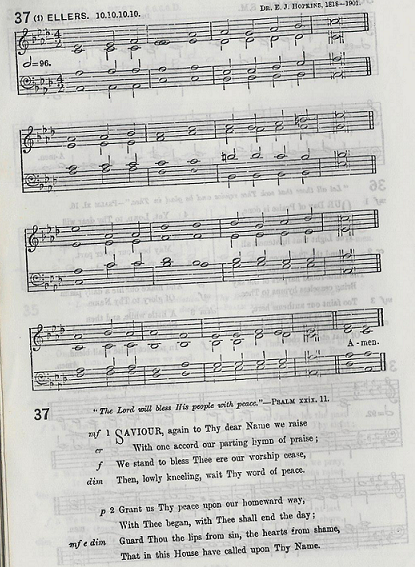 37 (1) ELLERS. 10.10.10.10. DR. E. J. HOPKINS, 1818–1901.
=96.
A - men.
37
"The Lord will bless His people with peace."—PSALM XXIX. 11.
mf 1 SAVIOUR, again to Thy dear Name we raise
cr With one accord our parting hymn of praise;
f We stand to bless Thee ere our worship cease,
dim Then, lowly kneeling, wait Thy word of peace.
p 2 Grant us Thy peace upon our homeward way,
With Thee began, with Thee shall end the day;
mf e dim Guard Thou the lips from sin, the hearts from shame,
That in this House have called upon Thy Name.